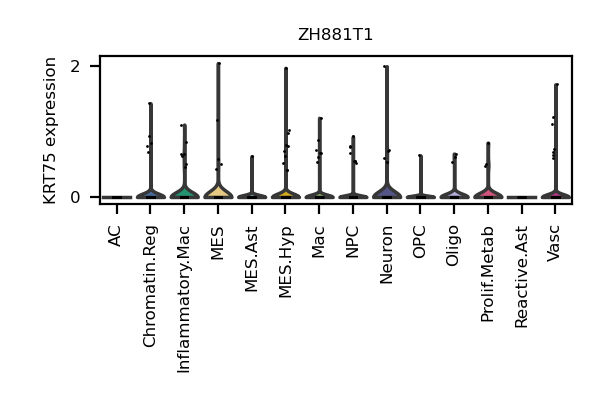 ZH881T1
KRT75 expression
2
0
AC
Chromatin.Reg
Inflammatory.Mac
MES
MES.Ast
MES.Hyp
Mac
NPC
Neuron
OPC
Oligo
Prolif.Metab
Reactive.Ast
Vasc